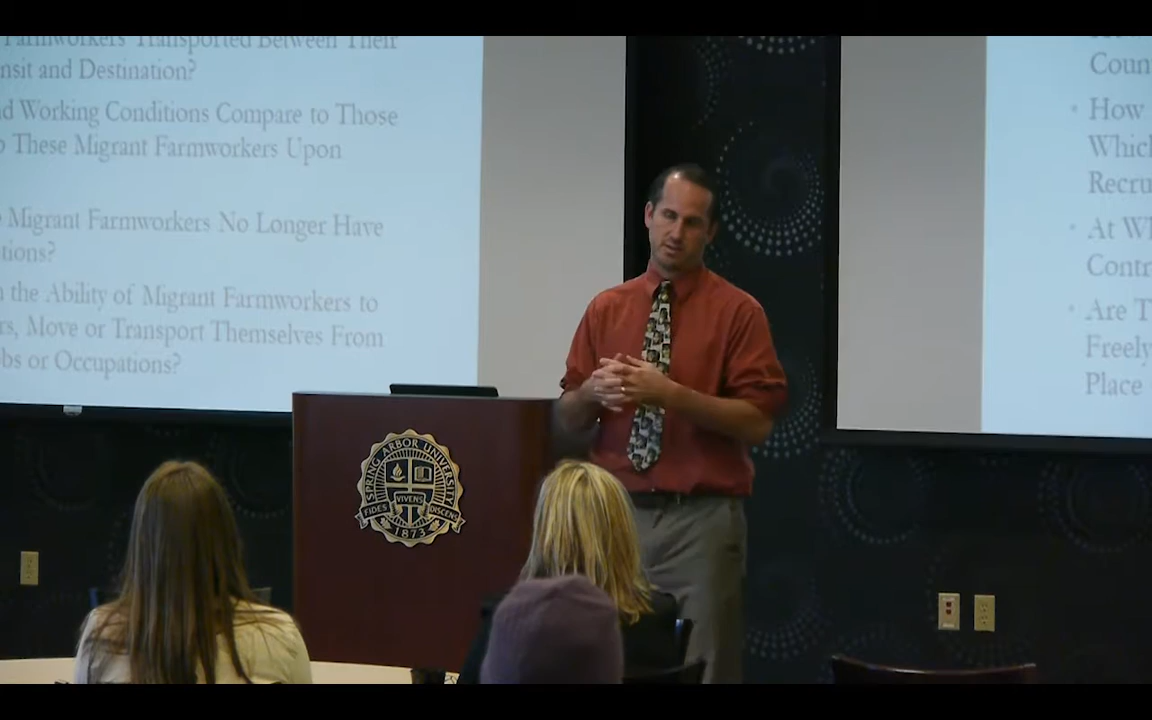 Farmworkers Transported Between Their
nsit and Destination?
d Working Conditions Compare to Those
These Migrant Farmworkers Upon
Migrant Farmworkers No Longer Have
tions?
n the Ability of Migrant Farmworkers to
rs, Move or Transport Themselves From
bs or Occupations?
Coun
• How
Which
Recru
• At Wh
Contr
• Are T
Freely
Place
SPRING ARBOR UNIVERSITY
FIDES VIVENS DISCENS
1873